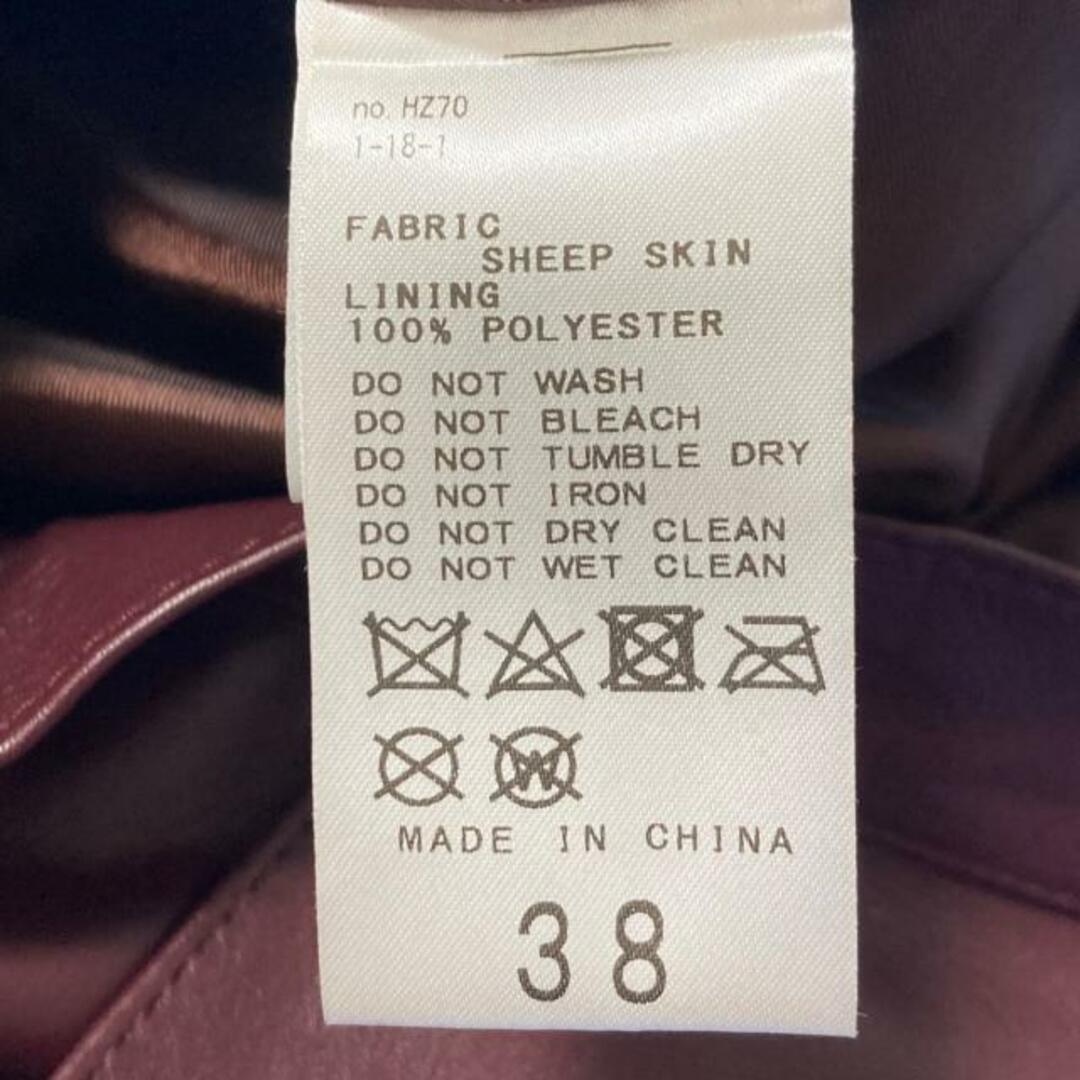 no. HZ70
1-18-1
FABRIC
SHEEP SKIN
LINING
100% POLYESTER
DO NOT WASH
DO NOT BLEACH
DO NOT TUMBLE DRY
DO NOT IRON
DO NOT DRY CLEAN
DO NOT WET CLEAN
W
MADE IN CHINA
38